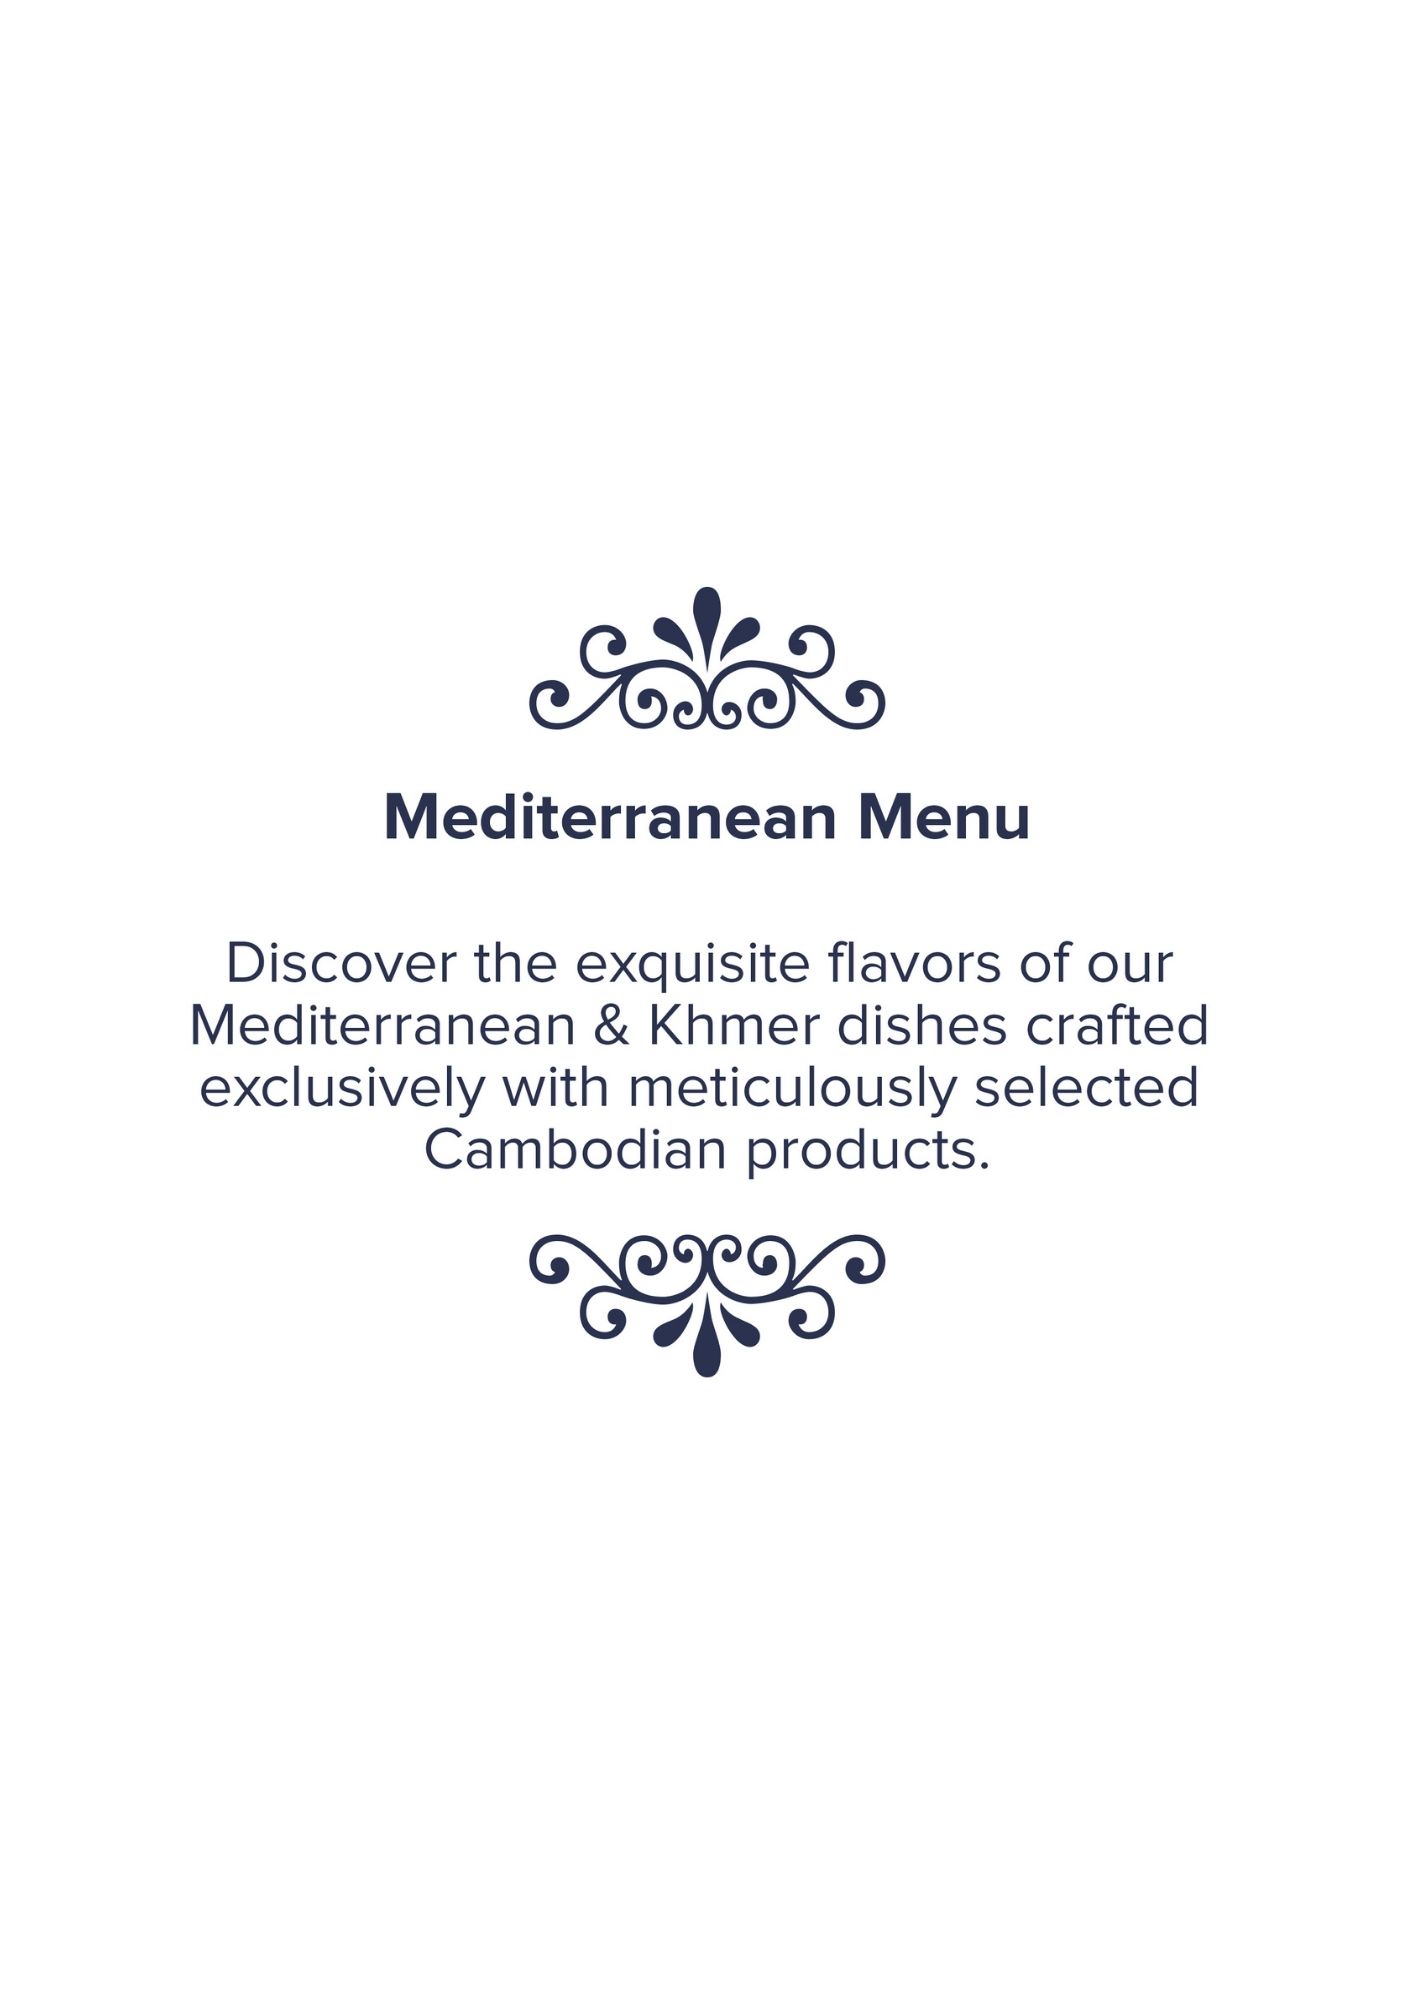 Mediterranean Menu
Discover the exquisite flavors of our
Mediterranean & Khmer dishes crafted
exclusively with meticulously selected
Cambodian products.